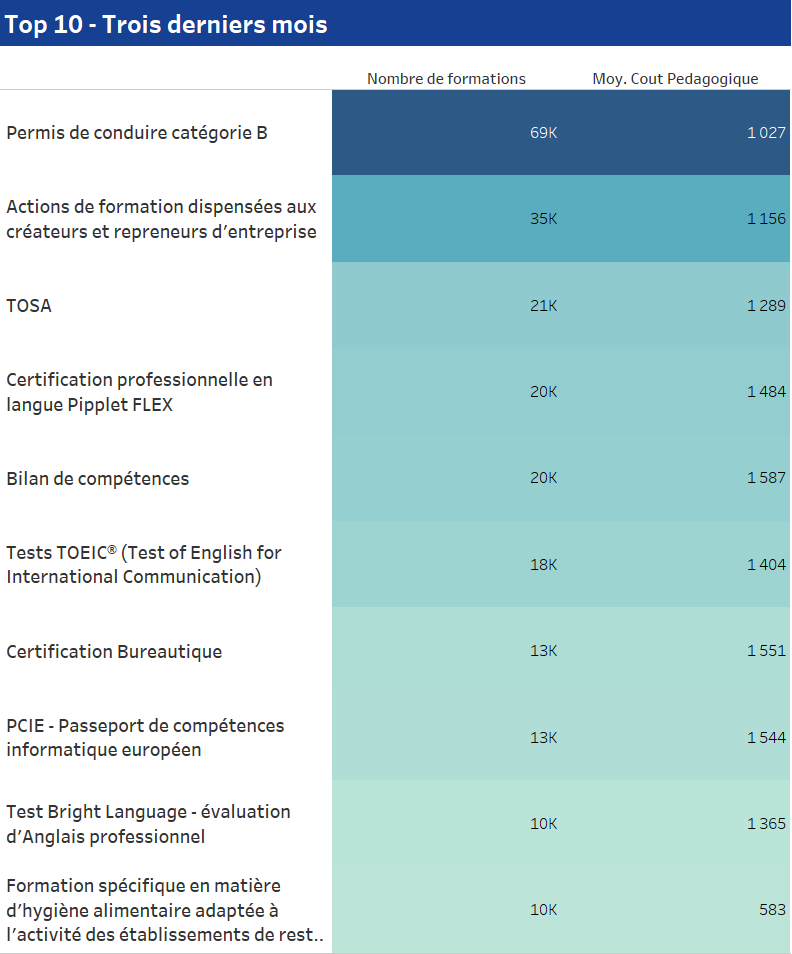 Top 10 - Trois derniers mois
Nombre de formations Moy. Cout Pedagogique
Permis de conduire catégorie B 69K 1 027
Actions de formation dispensées aux
créateurs et repreneurs d’entreprise 35K 1 156
TOSA 21K 1 289
Certification professionnelle en
langue Pipplet FLEX 20K 1 484
Bilan de compétences 20K 1 587
Tests TOEIC® (Test of English for
International Communication) 18K 1 404
Certification Bureautique 13K 1 551
PCIE - Passeport de compétences
informatique européen 13K 1 544
Test Bright Language - évaluation
d’Anglais professionnel 10K 1 365
Formation spécifique en matière
d’hygiène alimentaire adaptée à 10K 583
l’activité des établissements de rest..